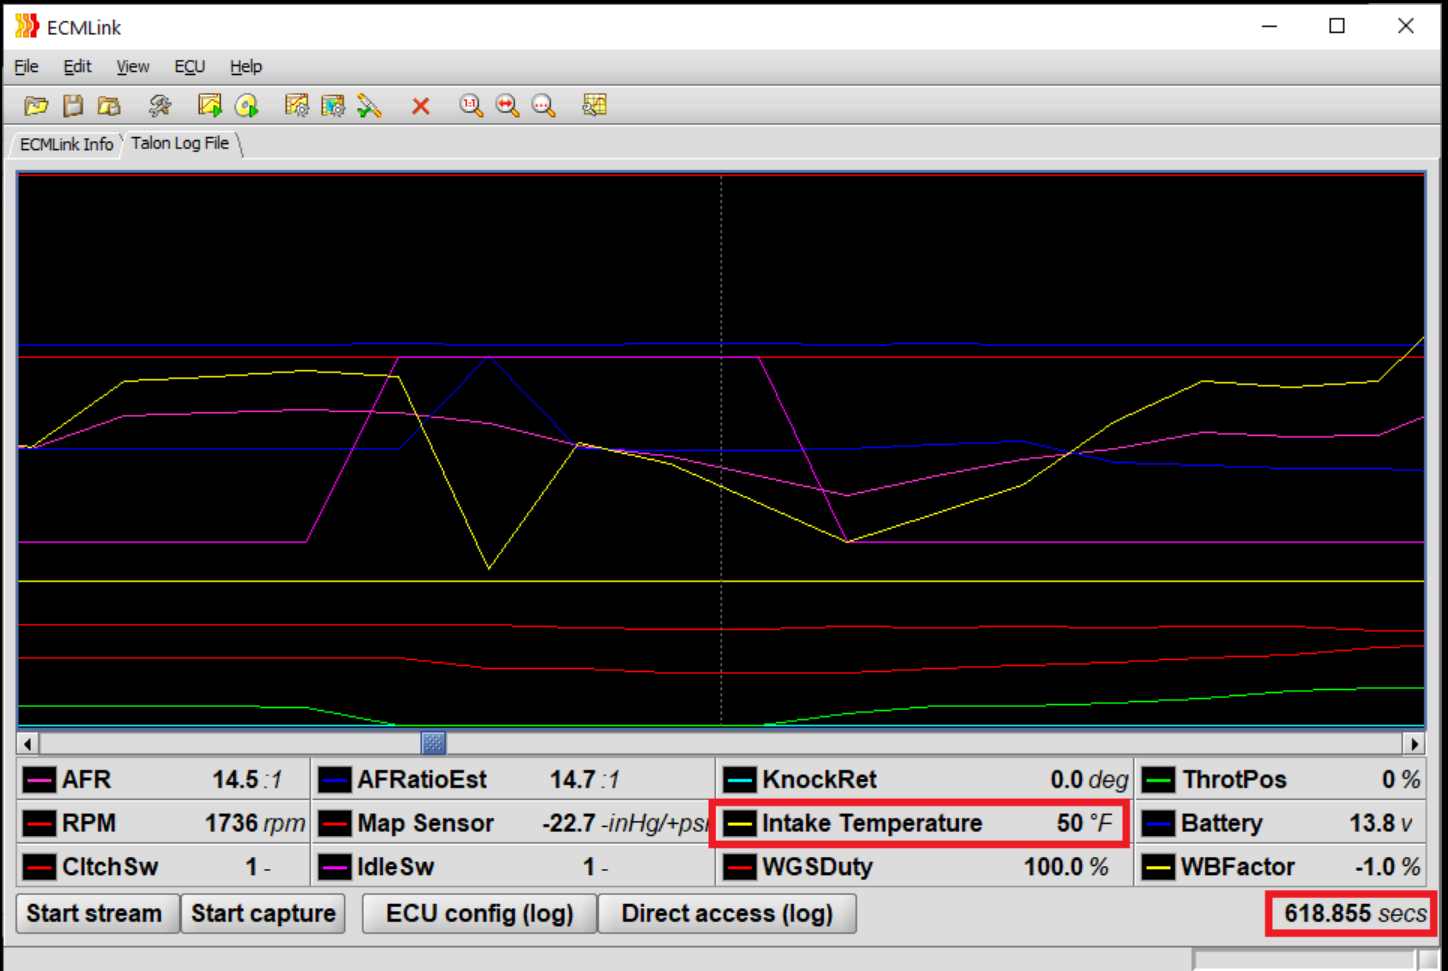 ECMLink
File Edit View ECU Help
ECMLink Info Talon Log File
AFR 14.5 :1 AFRatioEst 14.7 :1 KnockRet 0.0 deg ThrotPos 0 %
RPM 1736 rpm Map Sensor -22.7 -inHg/+psi Intake Temperature 50 °F Battery 13.8 v
CltchSw 1 - IdleSw 1 - WGSDuty 100.0 % WBFactor -1.0 %
Start stream Start capture ECU config (log) Direct access (log) 618.855 secs